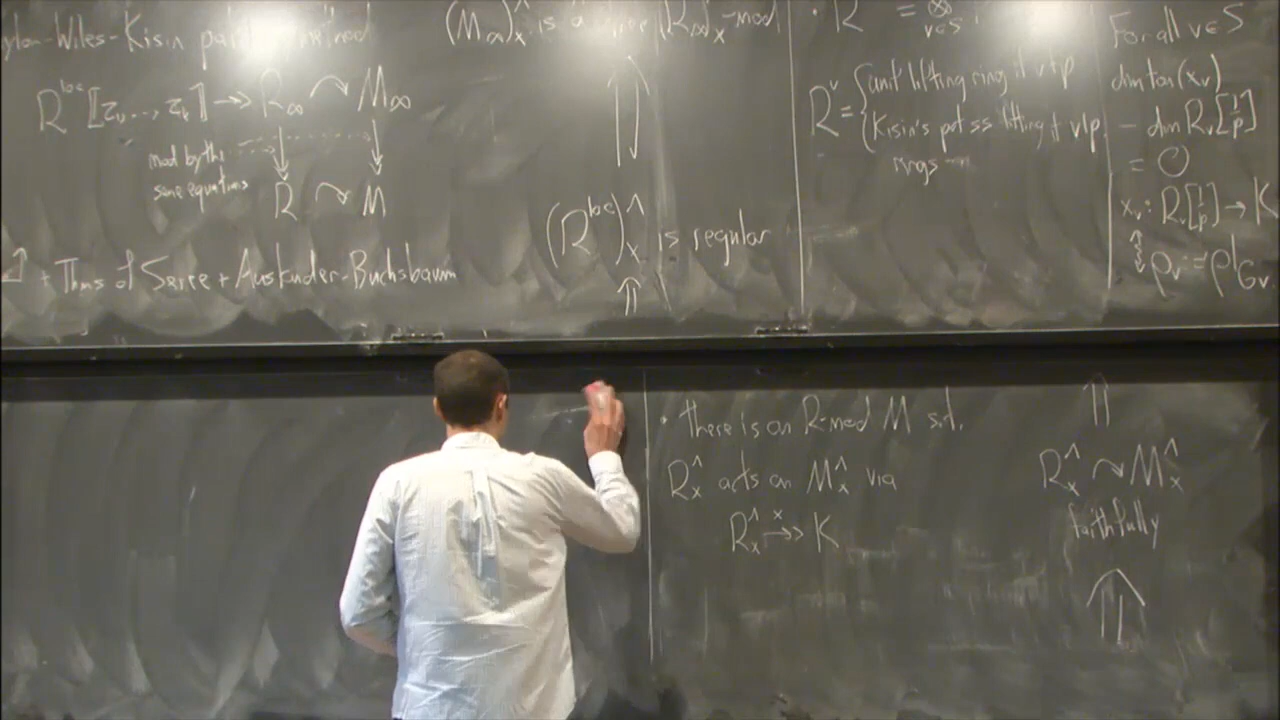 Taylor-Wiles-Kisin patching method
R^loc[[z_1, ..., z_k]] ↠ R_∞ ↷ M_∞
mod by the
same equations
R ↷ M
+ Thms of Serre + Auslander-Buchsbaum
(M_∞)^∧_x is a (R_∞)^∧_x-mod
(R^loc)^∧_x is regular
⇑
• R = ⊗
v∈S
R^v = { unit lifting ring if v∤p
{ Kisin's pot ss lifting if v|p
rings
For all v∈S
dim tan(x_v)
- dim R_v[1/p]
= 0
x_v: R_v[1/p] → K
↕
ρ_v := ρ|G_v
• there is an R-mod M s.t.
R^∧_x acts on M^∧_x via
R^∧_x ↠^x K
⇑
R^∧_x ↷ M^∧_x
faithfully
⇑